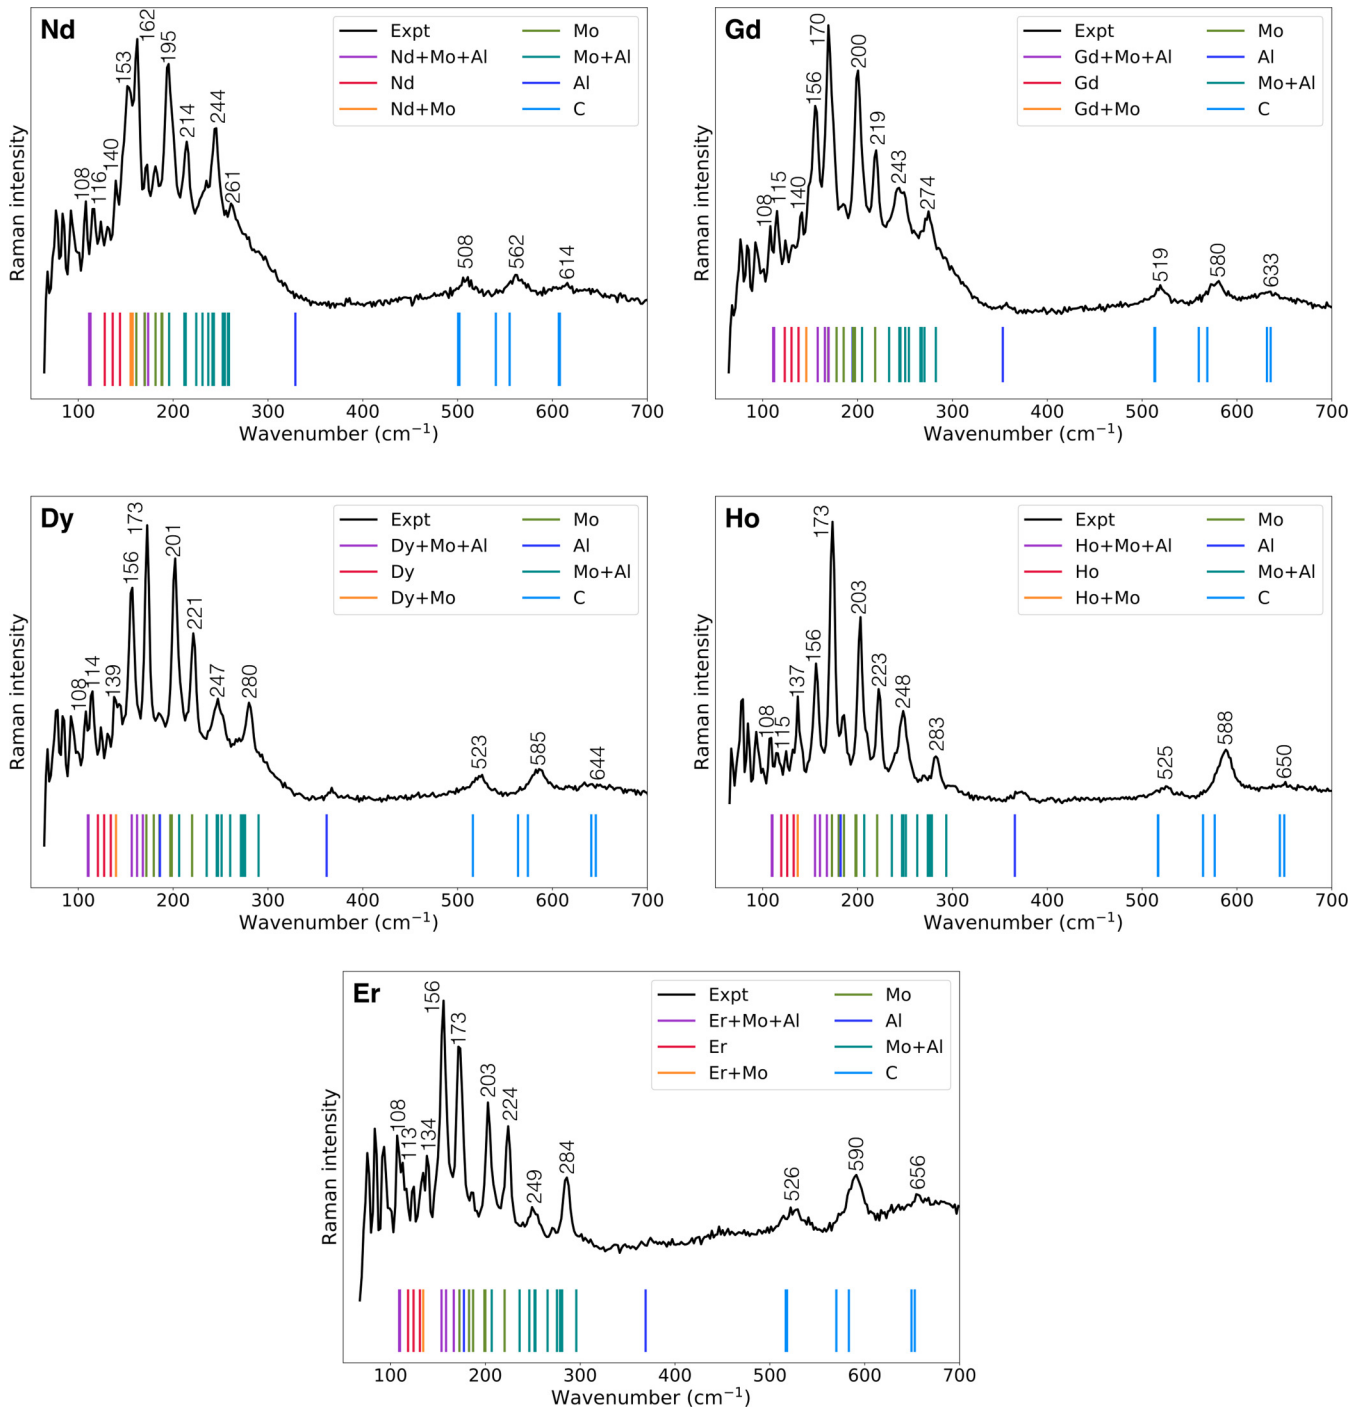 Nd
Expt
Nd+Mo+Al
Nd
Nd+Mo
Mo
Mo+Al
Al
C
108
116
140
153
162
195
214
244
261
508
562
614
Raman intensity
100 200 300 400 500 600 700
Wavenumber (cm⁻¹)
Gd
Expt
Gd+Mo+Al
Gd
Gd+Mo
Mo
Al
Mo+Al
C
108
115
140
156
170
200
219
243
274
519
580
633
Raman intensity
100 200 300 400 500 600 700
Wavenumber (cm⁻¹)
Dy
Expt
Dy+Mo+Al
Dy
Dy+Mo
Mo
Al
Mo+Al
C
108
114
139
156
173
201
221
247
280
523
585
644
Raman intensity
100 200 300 400 500 600 700
Wavenumber (cm⁻¹)
Ho
Expt
Ho+Mo+Al
Ho
Ho+Mo
Mo
Al
Mo+Al
C
108
115
137
156
173
203
223
248
283
525
588
650
Raman intensity
100 200 300 400 500 600 700
Wavenumber (cm⁻¹)
Er
Expt
Er+Mo+Al
Er
Er+Mo
Mo
Al
Mo+Al
C
108
113
134
156
173
203
224
249
284
526
590
656
Raman intensity
100 200 300 400 500 600 700
Wavenumber (cm⁻¹)